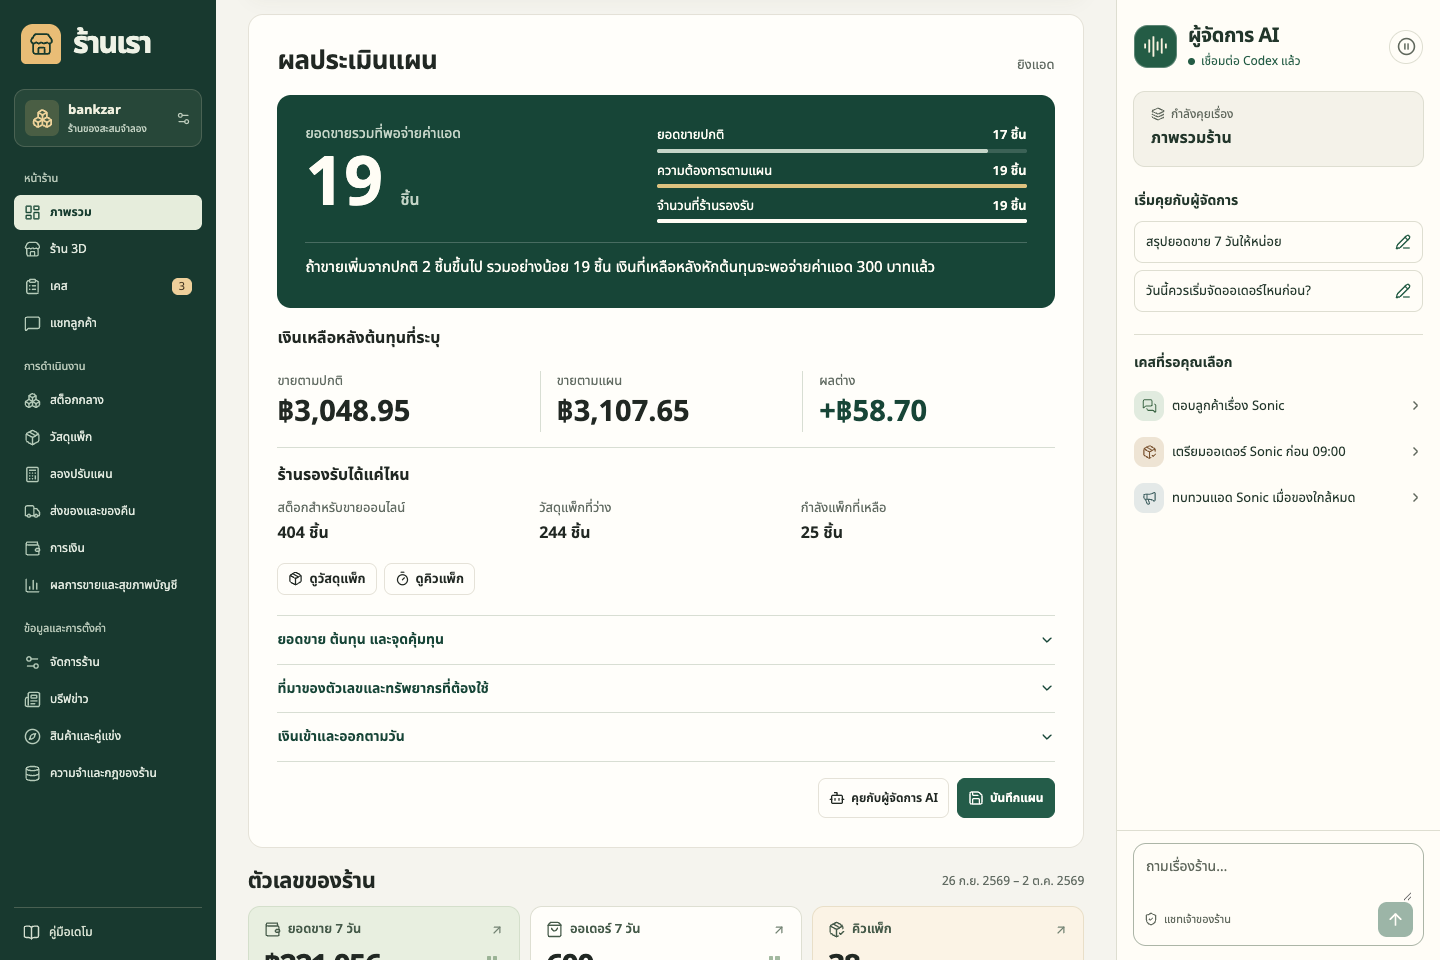 ร้านเรา
bankzar
ร้านของสะสมจำลอง
หน้าร้าน
ภาพรวม
ร้าน 3D
เคส 3
แชทลูกค้า
การดำเนินงาน
สต็อกกลาง
วัสดุแพ็ก
ลองปรับแผน
ส่งของและของคืน
การเงิน
ผลการขายและสุขภาพบัญชี
ข้อมูลและการตั้งค่า
จัดการร้าน
บรีฟข่าว
สินค้าและคู่แข่ง
ความจำและกฎของร้าน
คู่มือเดโม
ผลประเมินแผน
ยิงแอด
ยอดขายรวมที่พอจ่ายค่าแอด
19 ชิ้น
ยอดขายปกติ 17 ชิ้น
ความต้องการตามแผน 19 ชิ้น
จำนวนที่ร้านรองรับ 19 ชิ้น
ถ้าขายเพิ่มจากปกติ 2 ชิ้นขึ้นไป รวมอย่างน้อย 19 ชิ้น เงินที่เหลือหลังหักต้นทุนจะพอจ่ายค่าแอด 300 บาทแล้ว
เงินเหลือหลังต้นทุนที่ระบุ
ขายตามปกติ ขายตามแผน ผลต่าง
฿3,048.95 ฿3,107.65 +฿58.70
ร้านรองรับได้แค่ไหน
สต็อกสำหรับขายออนไลน์ วัสดุแพ็กที่ว่าง กำลังแพ็กที่เหลือ
404 ชิ้น 244 ชิ้น 25 ชิ้น
ดูวัสดุแพ็ก ดูคิวแพ็ก
ยอดขาย ต้นทุน และจุดคุ้มทุน
ที่มาของตัวเลขและทรัพยากรที่ต้องใช้
เงินเข้าและออกตามวัน
คุยกับผู้จัดการ AI บันทึกแผน
ตัวเลขของร้าน 26 ก.ย. 2569 – 2 ต.ค. 2569
ยอดขาย 7 วัน ออเดอร์ 7 วัน คิวแพ็ก
ผู้จัดการ AI
เชื่อมต่อ Codex แล้ว
กำลังคุยเรื่อง
ภาพรวมร้าน
เริ่มคุยกับผู้จัดการ
สรุปยอดขาย 7 วันให้หน่อย
วันนี้ควรเริ่มจัดออเดอร์ไหนก่อน?
เคสที่รอคุณเลือก
ตอบลูกค้าเรื่อง Sonic
เตรียมออเดอร์ Sonic ก่อน 09:00
ทบทวนแอด Sonic เมื่อของใกล้หมด
ถามเรื่องร้าน...
แชทเจ้าของร้าน